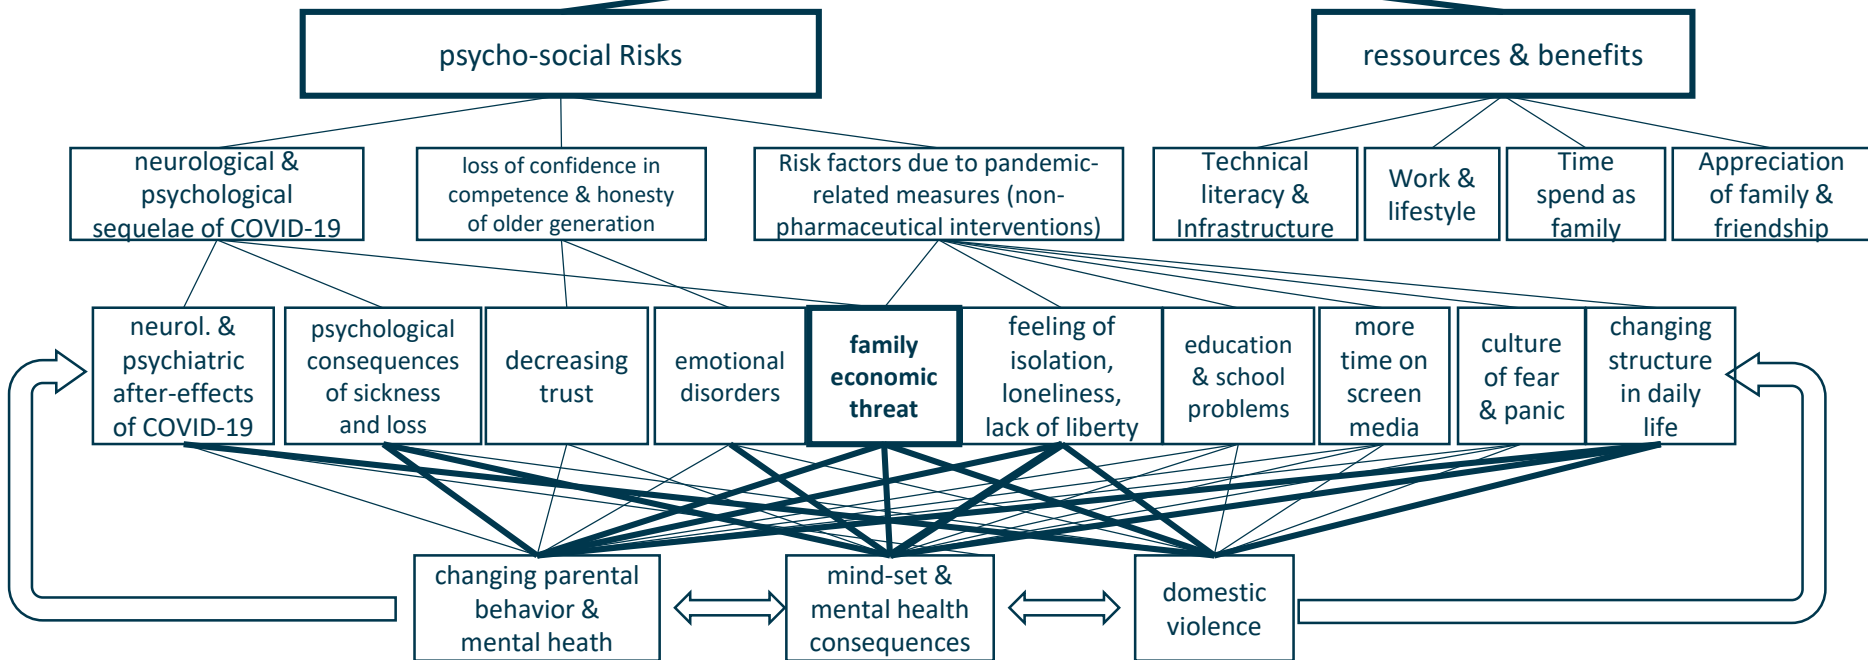 psycho-social Risks
ressources & benefits
neurological &
psychological
sequelae of COVID-19
loss of confidence in
competence & honesty
of older generation
Risk factors due to pandemic-
related measures (non-
pharmaceutical interventions)
Technical
literacy &
Infrastructure
Work &
lifestyle
Time
spend as
family
Appreciation
of family &
friendship
neurol. &
psychiatric
after-effects
of COVID-19
psychological
consequences
of sickness
and loss
decreasing
trust
emotional
disorders
family
economic
threat
feeling of
isolation,
loneliness,
lack of liberty
education
& school
problems
more
time on
screen
media
culture
of fear
& panic
changing
structure
in daily
life
changing parental
behavior &
mental heath
mind-set &
mental health
consequences
domestic
violence